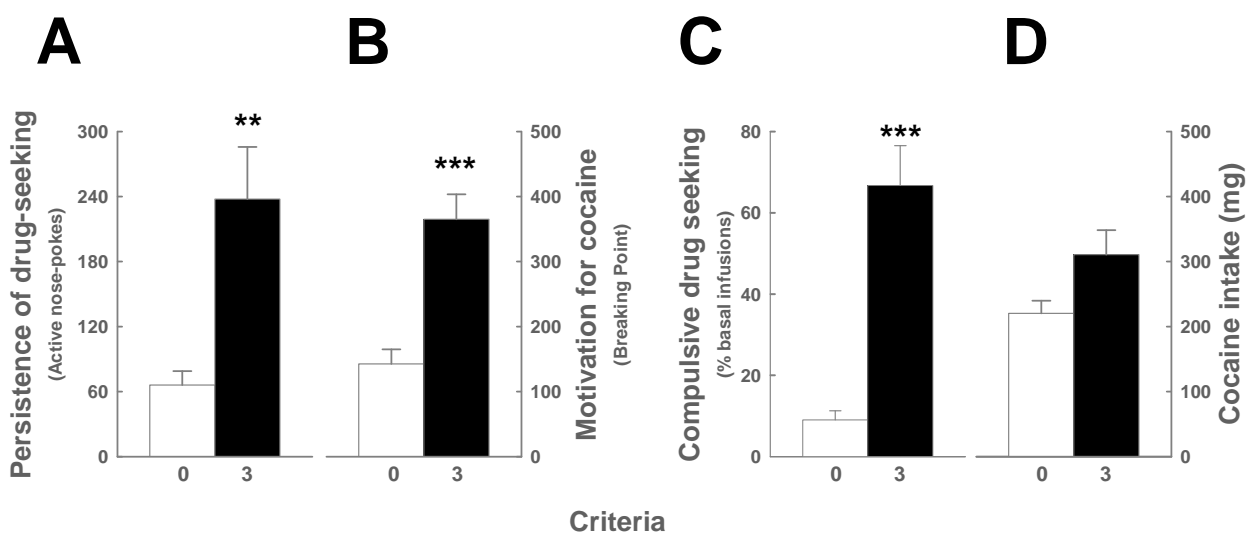 A
B
C
D
Persistence of drug-seeking
(Active nose-pokes)
300
240
180
120
60
0
**
0
3
500
400
300
200
100
0
***
0
3
Motivation for cocaine
(Breaking Point)
Compulsive drug seeking
(% basal infusions)
80
60
40
20
0
***
0
3
500
400
300
200
100
0
0
3
Cocaine intake (mg)
Criteria